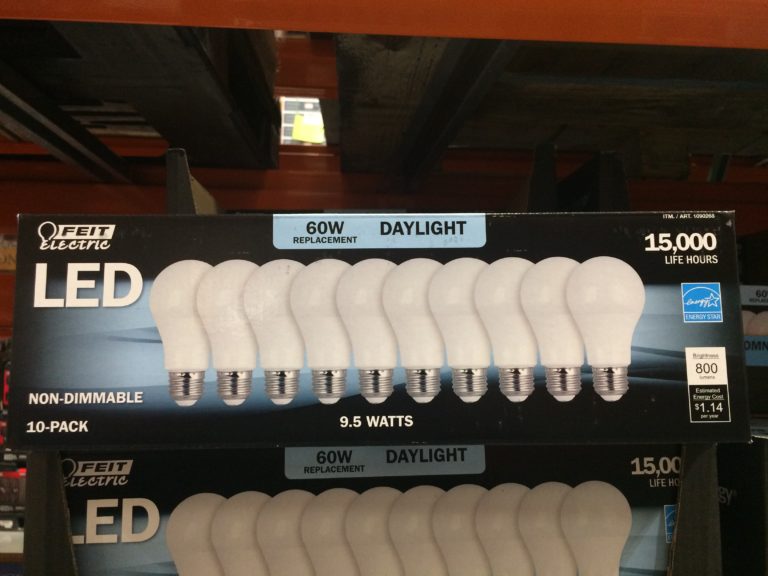 FEIT
Electric
60W
REPLACEMENT
DAYLIGHT
ITM. / ART. 1090268
15,000
LIFE HOURS
LED
energy
ENERGY STAR
Brightness
800
lumens
Estimated
Energy Cost
$1.14
per year
NON-DIMMABLE
10-PACK
9.5 WATTS
FEIT
Electric
60W
REPLACEMENT
DAYLIGHT
15,00
LIFE HO
LED